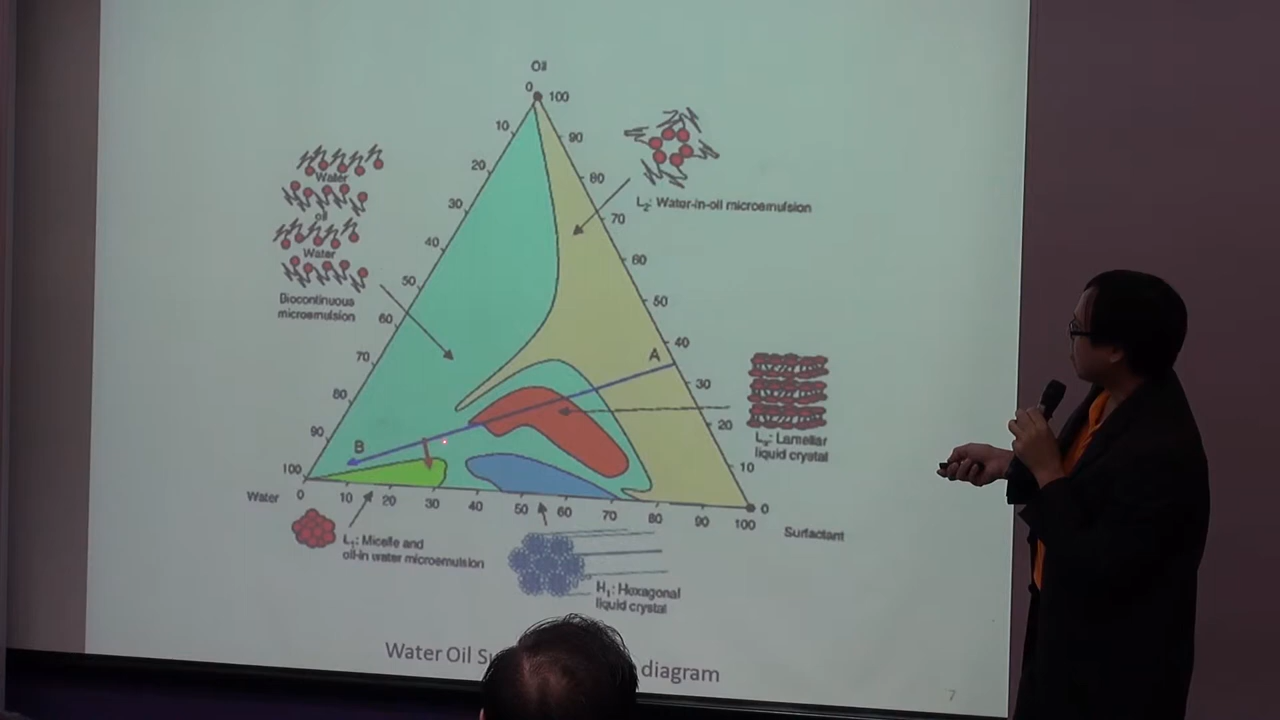 Oil
0
100
10
90
20
80
L2: Water-in-oil microemulsion
Water
oil
Water
Biocontinuous
microemulsion
30
70
40
60
50
50
60
40
A
70
30
80
20
Lα: Lamellar
liquid crystal
90
B
10
100
Water
0
10
20
30
40
50
60
70
80
90
100
0
Surfactant
L1: Micelle and
oil-in water microemulsion
H1: Hexagonal
liquid crystal
Water Oil
diagram
7